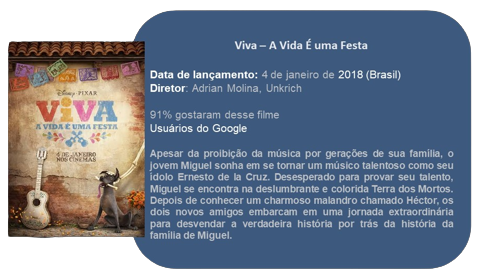 Viva – A Vida É uma Festa
Data de lançamento: 4 de janeiro de 2018 (Brasil)
Diretor: Adrian Molina, Unkrich
91% gostaram desse filme
Usuários do Google
Apesar da proibição da música por gerações de sua família, o
jovem Miguel sonha em se tornar um músico talentoso como seu
ídolo Ernesto de la Cruz. Desesperado para provar seu talento,
Miguel se encontra na deslumbrante e colorida Terra dos Mortos.
Depois de conhecer um charmoso malandro chamado Héctor, os
dois novos amigos embarcam em uma jornada extraordinária
para desvendar a verdadeira história por trás da história da
família de Miguel.
Disney PIXAR
VIVA
A VIDA É UMA FESTA
4 DE JANEIRO
NOS CINEMAS